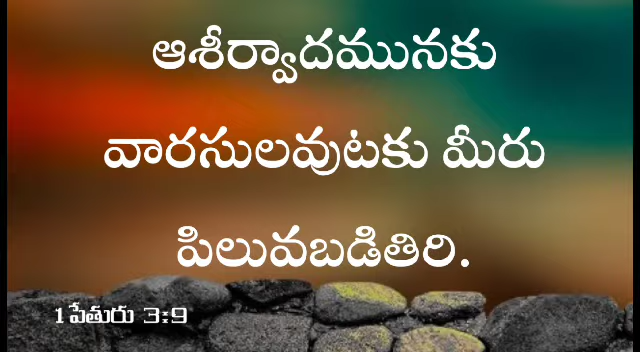 ఆశీర్వాదమునకు
వారసులవుటకు మీరు
పిలువబడితిరి.
1 పేతురు 3:9